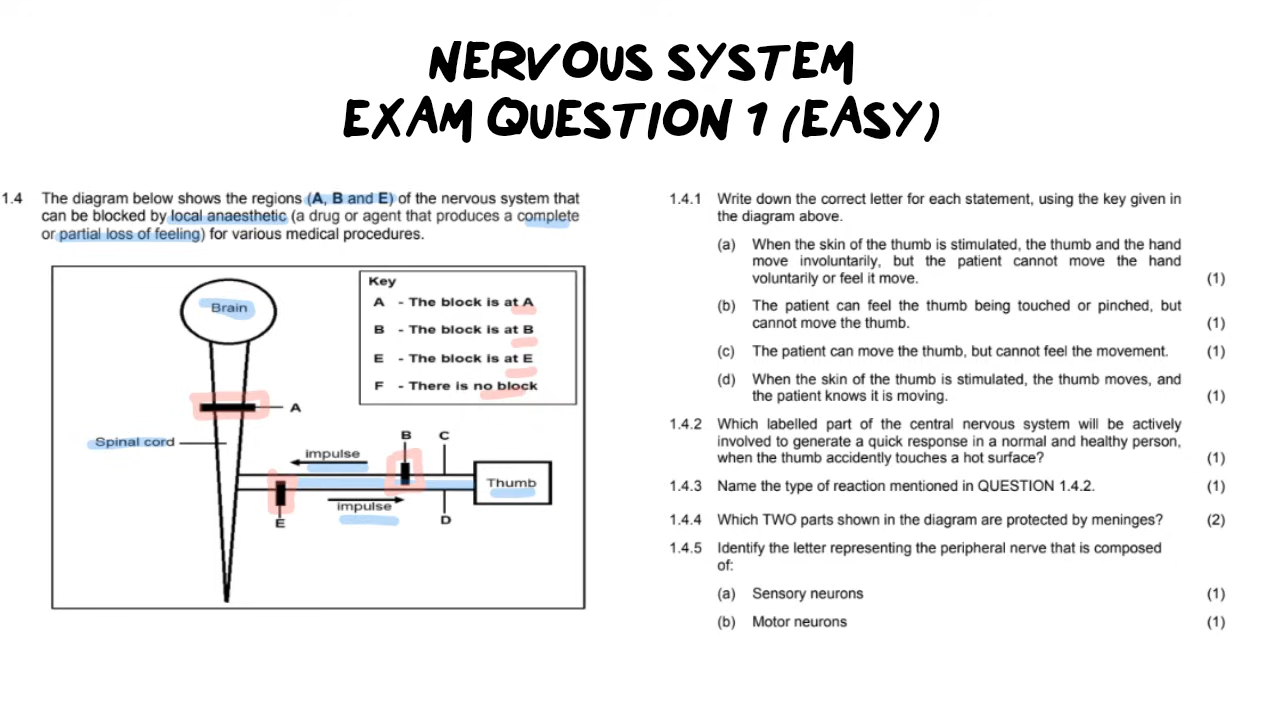 NERVOUS SYSTEM
EXAM QUESTION 1 (EASY)
1.4 The diagram below shows the regions (A, B and E) of the nervous system that
can be blocked by local anaesthetic (a drug or agent that produces a complete
or partial loss of feeling) for various medical procedures.
Brain
Key
A - The block is at A
B - The block is at B
E - The block is at E
F - There is no block
A
Spinal cord
B C
impulse
Thumb
impulse
E
D
1.4.1 Write down the correct letter for each statement, using the key given in
the diagram above.
(a) When the skin of the thumb is stimulated, the thumb and the hand
move involuntarily, but the patient cannot move the hand
voluntarily or feel it move. (1)
(b) The patient can feel the thumb being touched or pinched, but
cannot move the thumb. (1)
(c) The patient can move the thumb, but cannot feel the movement. (1)
(d) When the skin of the thumb is stimulated, the thumb moves, and
the patient knows it is moving. (1)
1.4.2 Which labelled part of the central nervous system will be actively
involved to generate a quick response in a normal and healthy person,
when the thumb accidently touches a hot surface? (1)
1.4.3 Name the type of reaction mentioned in QUESTION 1.4.2. (1)
1.4.4 Which TWO parts shown in the diagram are protected by meninges? (2)
1.4.5 Identify the letter representing the peripheral nerve that is composed
of:
(a) Sensory neurons (1)
(b) Motor neurons (1)